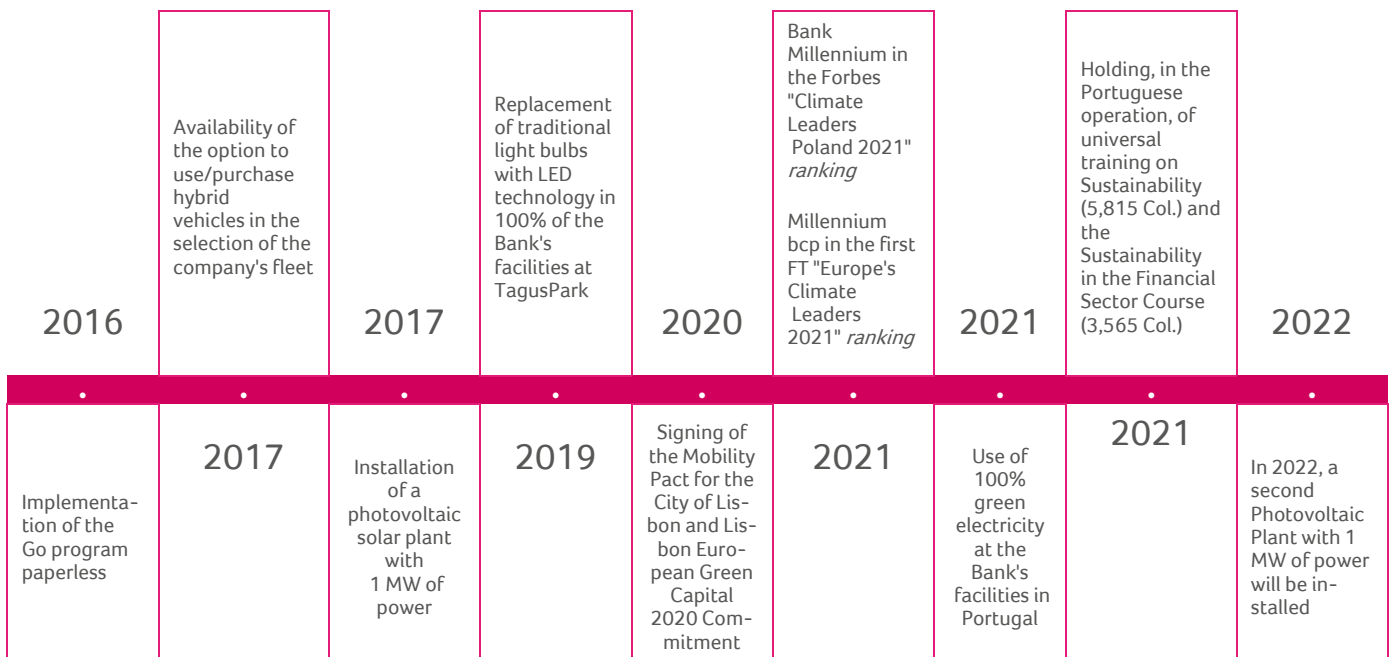 2016
Implementa-
tion of the
Go program
paperless
Availability of
the option to
use/purchase
hybrid
vehicles in the
selection of the
company's fleet
2017
2017
Installation
of a
photovoltaic
solar plant
with
1 MW of
power
Replacement
of traditional
light bulbs
with LED
technology in
100% of the
Bank's
facilities at
TagusPark
2019
2020
Signing of
the Mobility
Pact for the
City of Lis-
bon and Lis-
bon Euro-
pean Green
Capital
2020 Com-
mitment
Bank
Millennium in
the Forbes
"Climate
Leaders
Poland 2021"
ranking
Millennium
bcp in the first
FT "Europe's
Climate
Leaders
2021" ranking
2021
2021
Use of
100%
green
electricity
at the
Bank's
facilities in
Portugal
Holding, in the
Portuguese
operation, of
universal
training on
Sustainability
(5,815 Col.) and
the
Sustainability
in the Financial
Sector Course
(3,565 Col.)
2021
2022
In 2022, a
second
Photovoltaic
Plant with 1
MW of power
will be in-
stalled